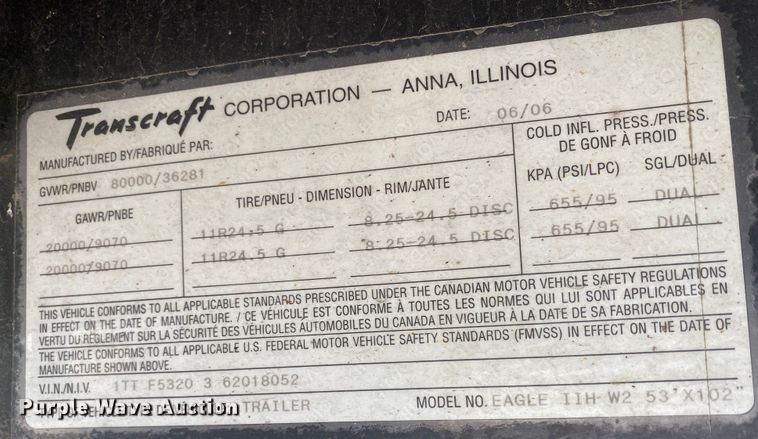 Transcraft CORPORATION — ANNA, ILLINOIS
MANUFACTURED BY/FABRIQUÉ PAR:
DATE: 06/06
GVWR/PNBV 80000/36281
COLD INFL. PRESS./PRESS.
DE GONF À FROID
GAWR/PNBE
TIRE/PNEU - DIMENSION - RIM/JANTE
KPA (PSI/LPC) SGL/DUAL
20000/9070 11R24.5 G 8.25-24.5 DISC 655/95 DUAL
20000/9070 11R24.5 G 8.25-24.5 DISC 655/95 DUAL
THIS VEHICLE CONFORMS TO ALL APPLICABLE STANDARDS PRESCRIBED UNDER THE CANADIAN MOTOR VEHICLE SAFETY REGULATIONS
IN EFFECT ON THE DATE OF MANUFACTURE. / CE VÉHICULE EST CONFORME À TOUTES LES NORMES QUI LUI SONT APPLICABLES EN
VERTU DU RÈGLEMENT SUR LA SÉCURITÉ DES VÉHICULES AUTOMOBILES DU CANADA EN VIGUEUR À LA DATE DE SA FABRICATION.
THE VEHICLE CONFORMS TO ALL APPLICABLE U.S. FEDERAL MOTOR VEHICLE SAFETY STANDARDS (FMVSS) IN EFFECT ON THE DATE OF
MANUFACTURE SHOWN ABOVE.
V.I.N./N.I.V. 1TT F5320 3 62018052
TRAILER MODEL NO. EAGLE IIH W2 53'X102"
Purple Wave Auction